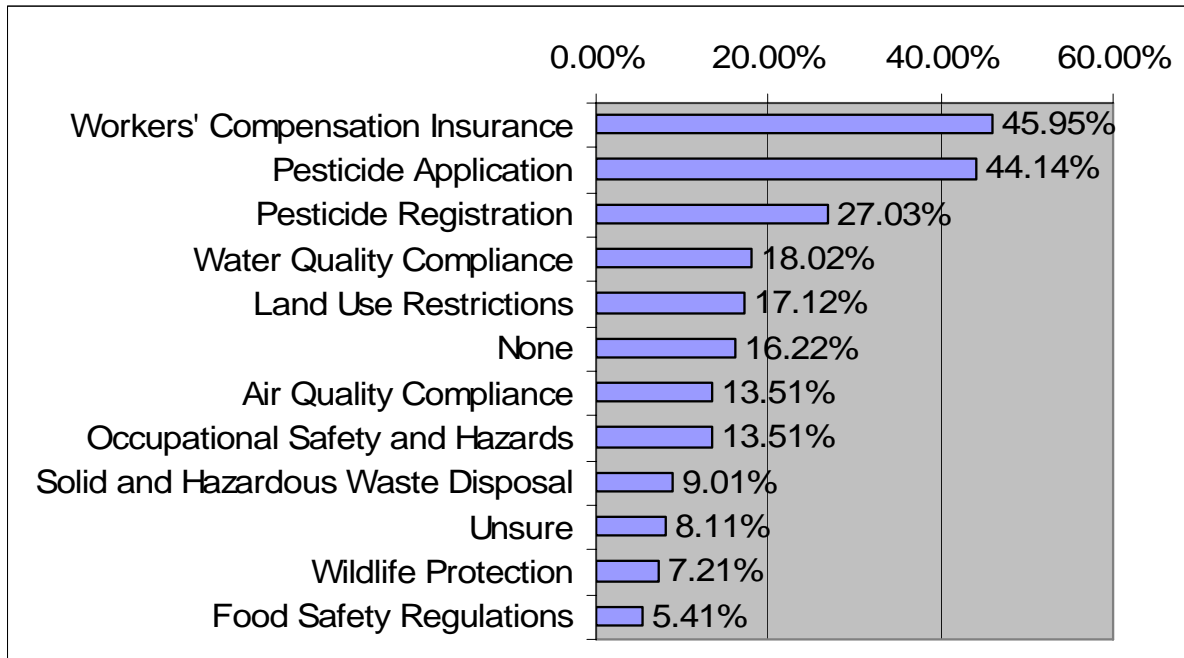 0.00% 20.00% 40.00% 60.00%
Workers' Compensation Insurance 45.95%
Pesticide Application 44.14%
Pesticide Registration 27.03%
Water Quality Compliance 18.02%
Land Use Restrictions 17.12%
None 16.22%
Air Quality Compliance 13.51%
Occupational Safety and Hazards 13.51%
Solid and Hazardous Waste Disposal 9.01%
Unsure 8.11%
Wildlife Protection 7.21%
Food Safety Regulations 5.41%